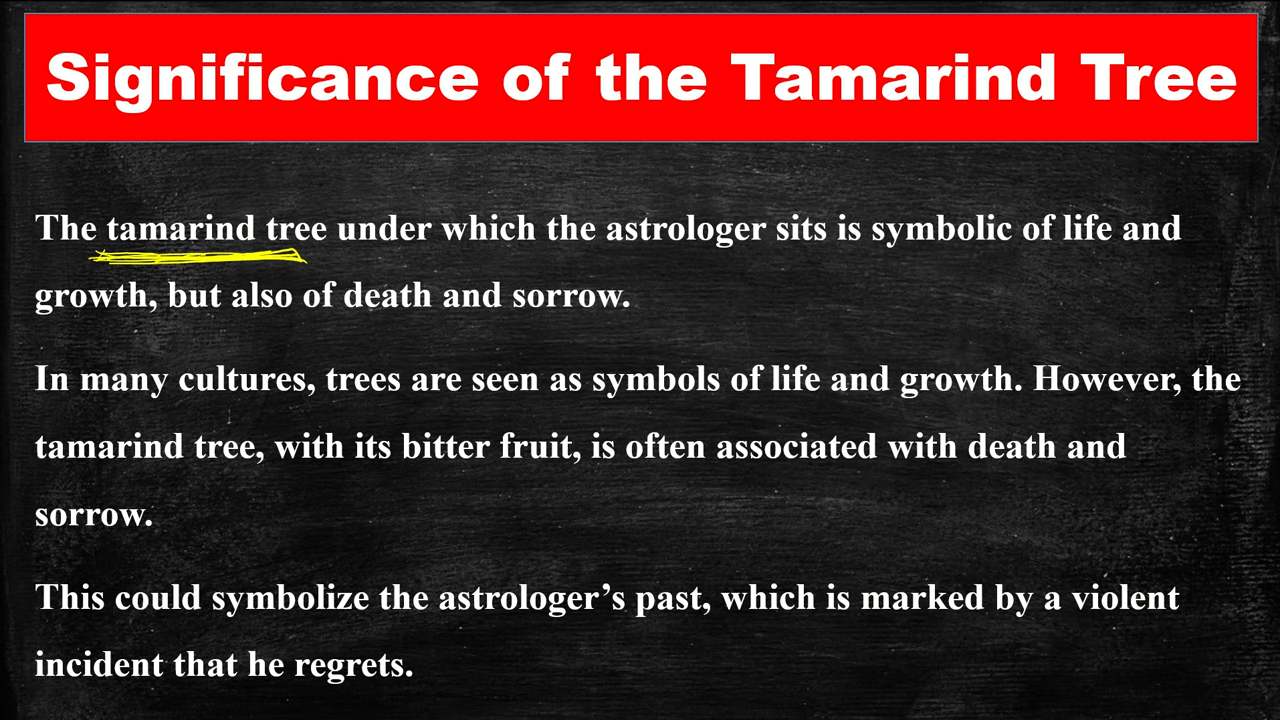 Significance of the Tamarind Tree
The tamarind tree under which the astrologer sits is symbolic of life and
growth, but also of death and sorrow.
In many cultures, trees are seen as symbols of life and growth. However, the
tamarind tree, with its bitter fruit, is often associated with death and
sorrow.
This could symbolize the astrologer’s past, which is marked by a violent
incident that he regrets.